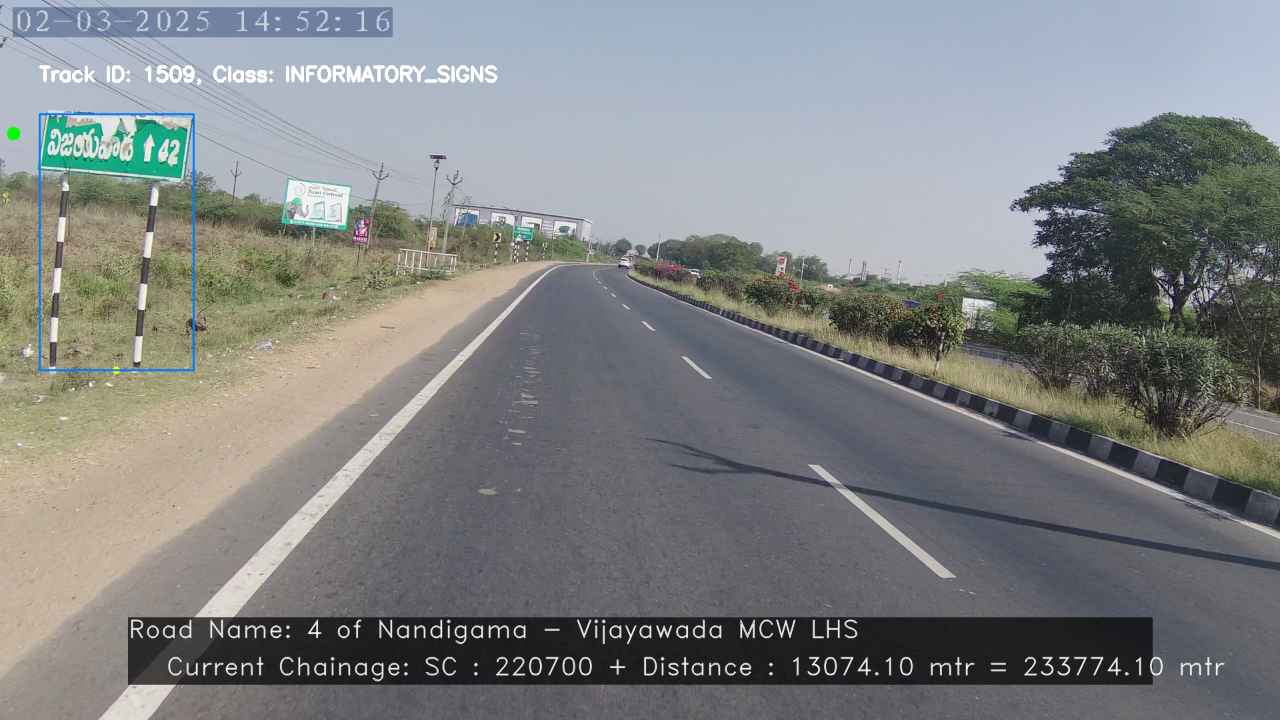 02-03-2025 14:52:16
Track ID: 1509, Class: INFORMATORY_SIGNS
విజయవాడ ↑ 42
Road Name: 4 of Nandigama - Vijayawada MCW LHS
Current Chainage: SC : 220700 + Distance : 13074.10 mtr = 233774.10 mtr